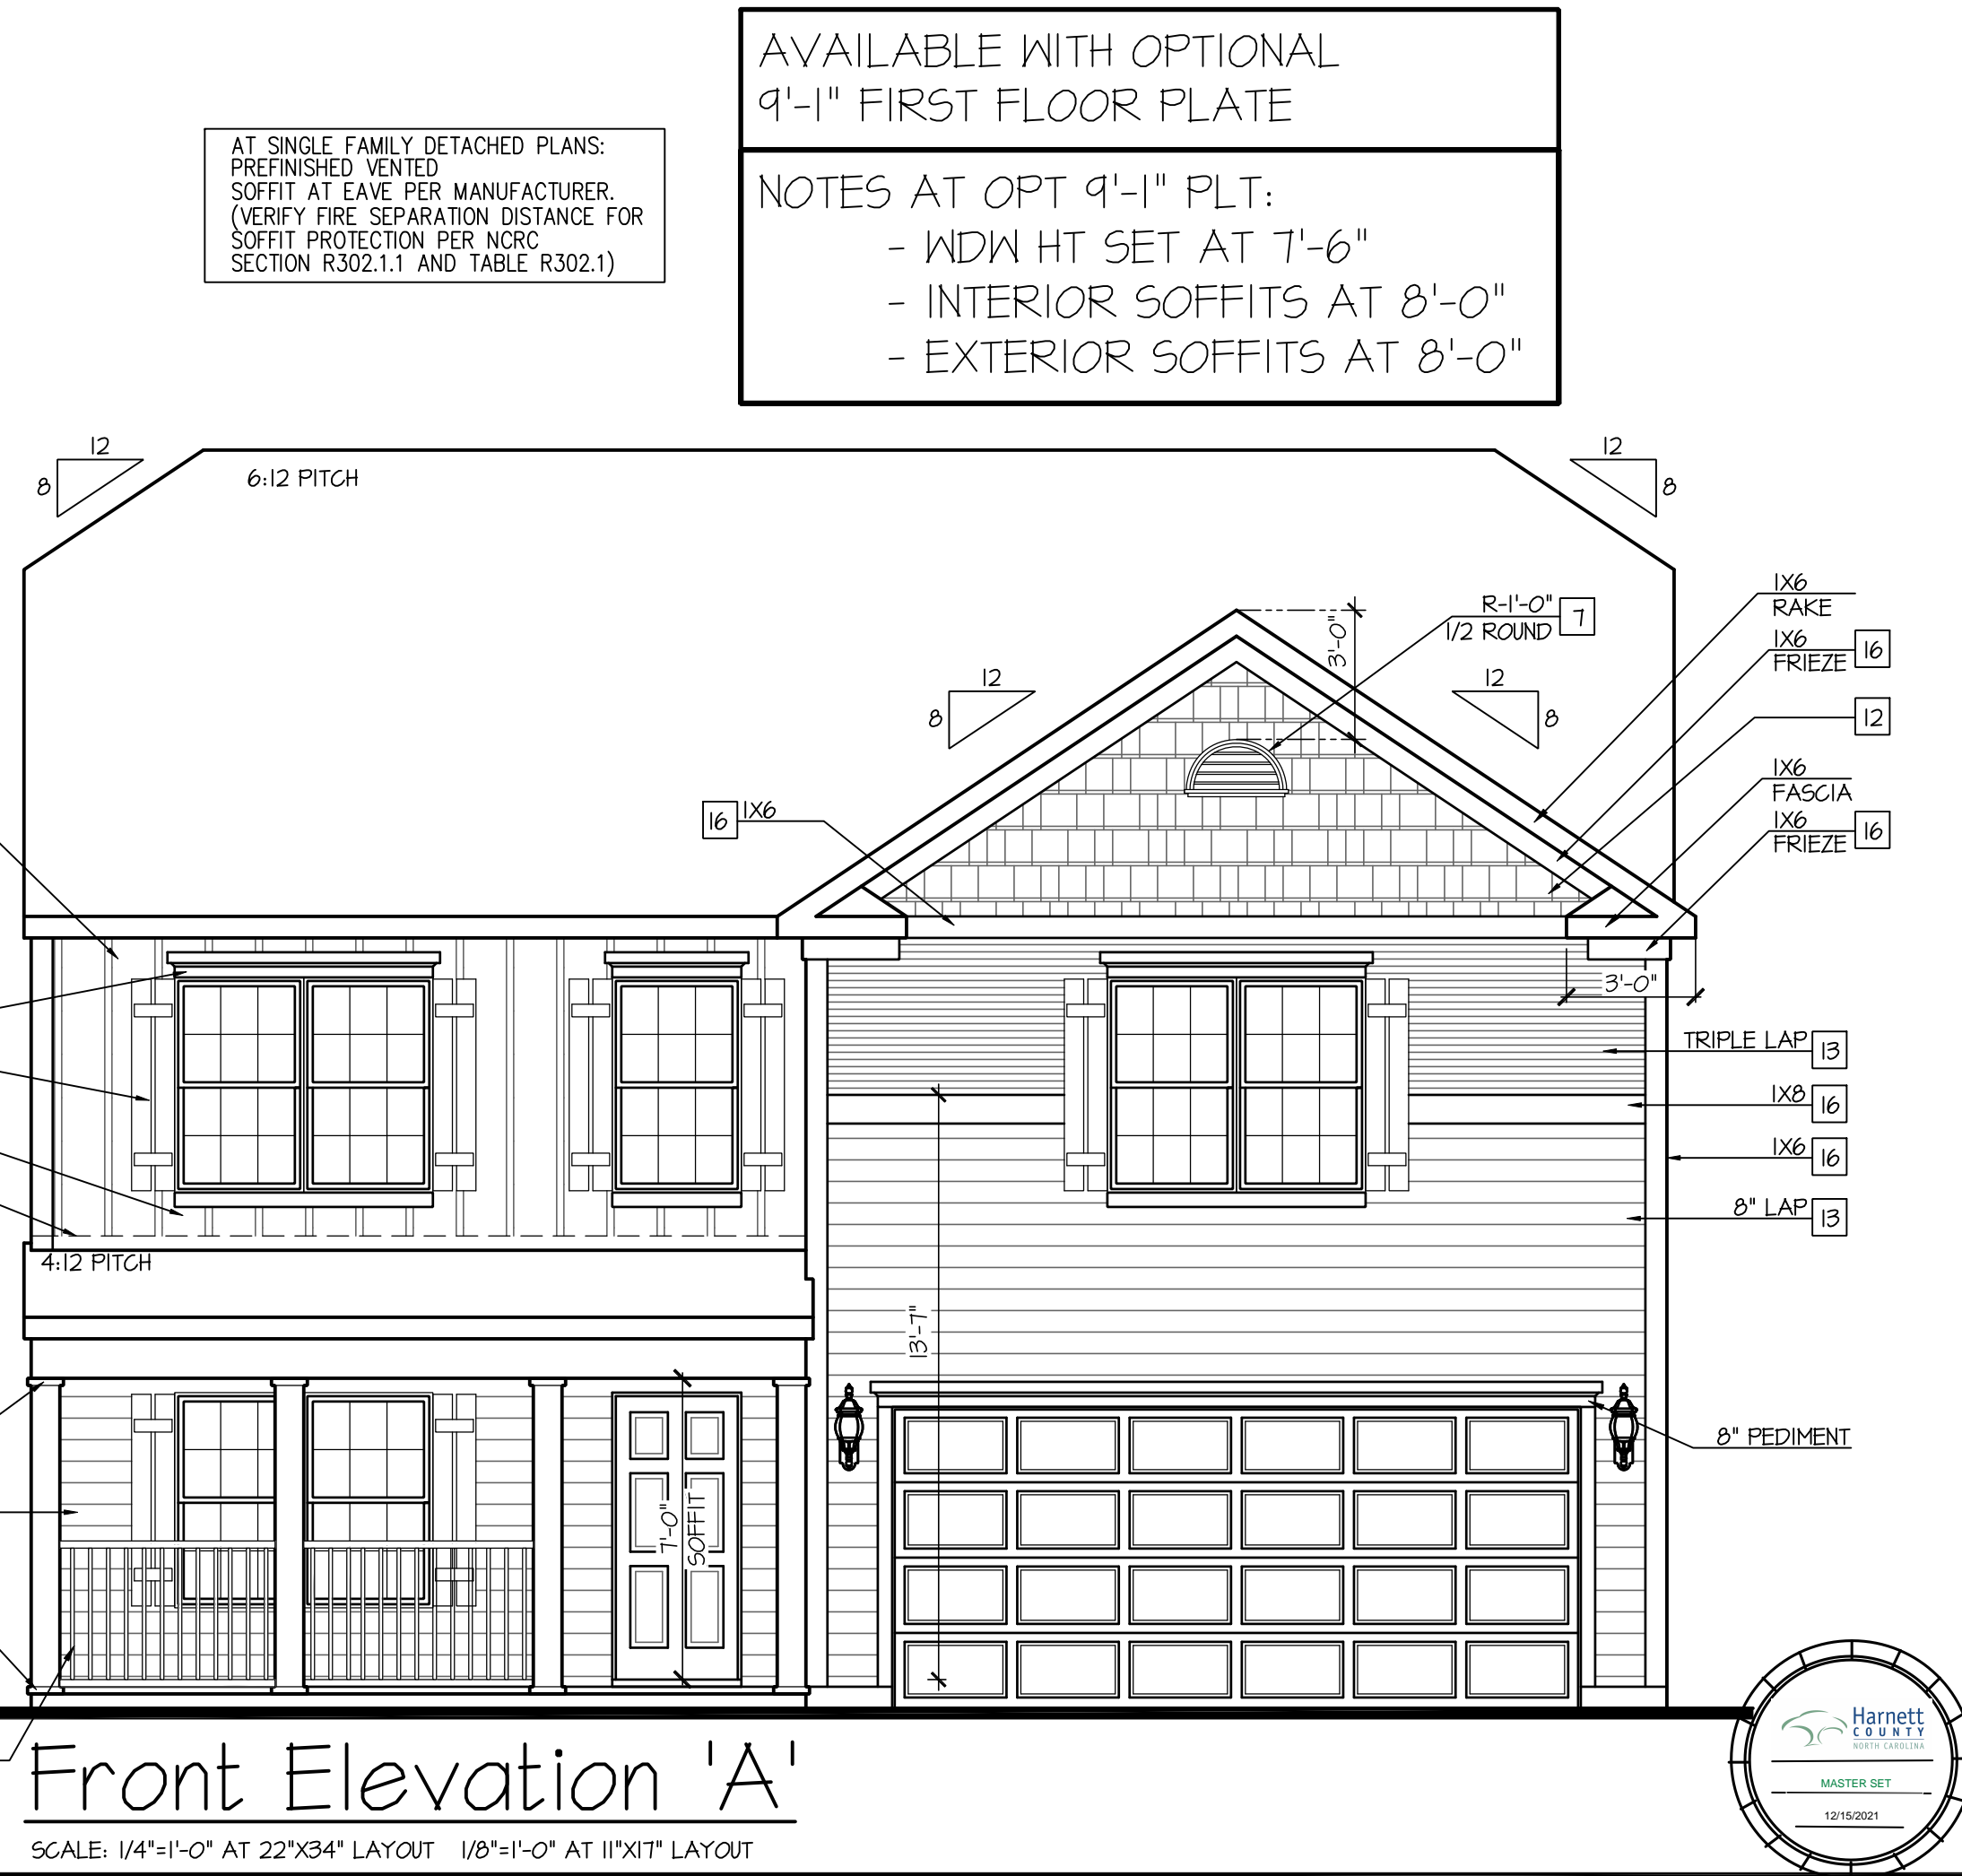 AVAILABLE WITH OPTIONAL
9'-1" FIRST FLOOR PLATE
NOTES AT OPT 9'-1" PLT:
- WDW HT SET AT 7'-6"
- INTERIOR SOFFITS AT 8'-0"
- EXTERIOR SOFFITS AT 8'-0"
AT SINGLE FAMILY DETACHED PLANS:
PREFINISHED VENTED
SOFFIT AT EAVE PER MANUFACTURER.
(VERIFY FIRE SEPARATION DISTANCE FOR
SOFFIT PROTECTION PER NCRC
SECTION R302.1.1 AND TABLE R302.1)
12
8
6:12 PITCH
12
8
R-1'-0"
1/2 ROUND
7
3'-0"
12
8
12
8
1X6
RAKE
1X6
FRIEZE
16
12
1X6
FASCIA
1X6
FRIEZE
16
16
1X6
3'-0"
TRIPLE LAP
13
1X8
16
1X6
16
8" LAP
13
4:12 PITCH
13'-7"
7'-0"
SOFFIT
8" PEDIMENT
Front Elevation 'A'
SCALE: 1/4"=1'-0" AT 22"X34" LAYOUT 1/8"=1'-0" AT 11"X17" LAYOUT
Harnett
COUNTY
NORTH CAROLINA
MASTER SET
12/15/2021